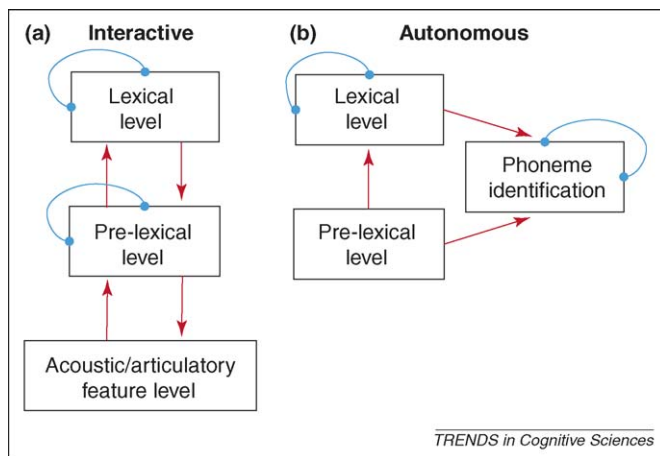 (a) Interactive
Lexical
level
Pre-lexical
level
Acoustic/articulatory
feature level
(b) Autonomous
Lexical
level
Phoneme
identification
Pre-lexical
level
TRENDS in Cognitive Sciences